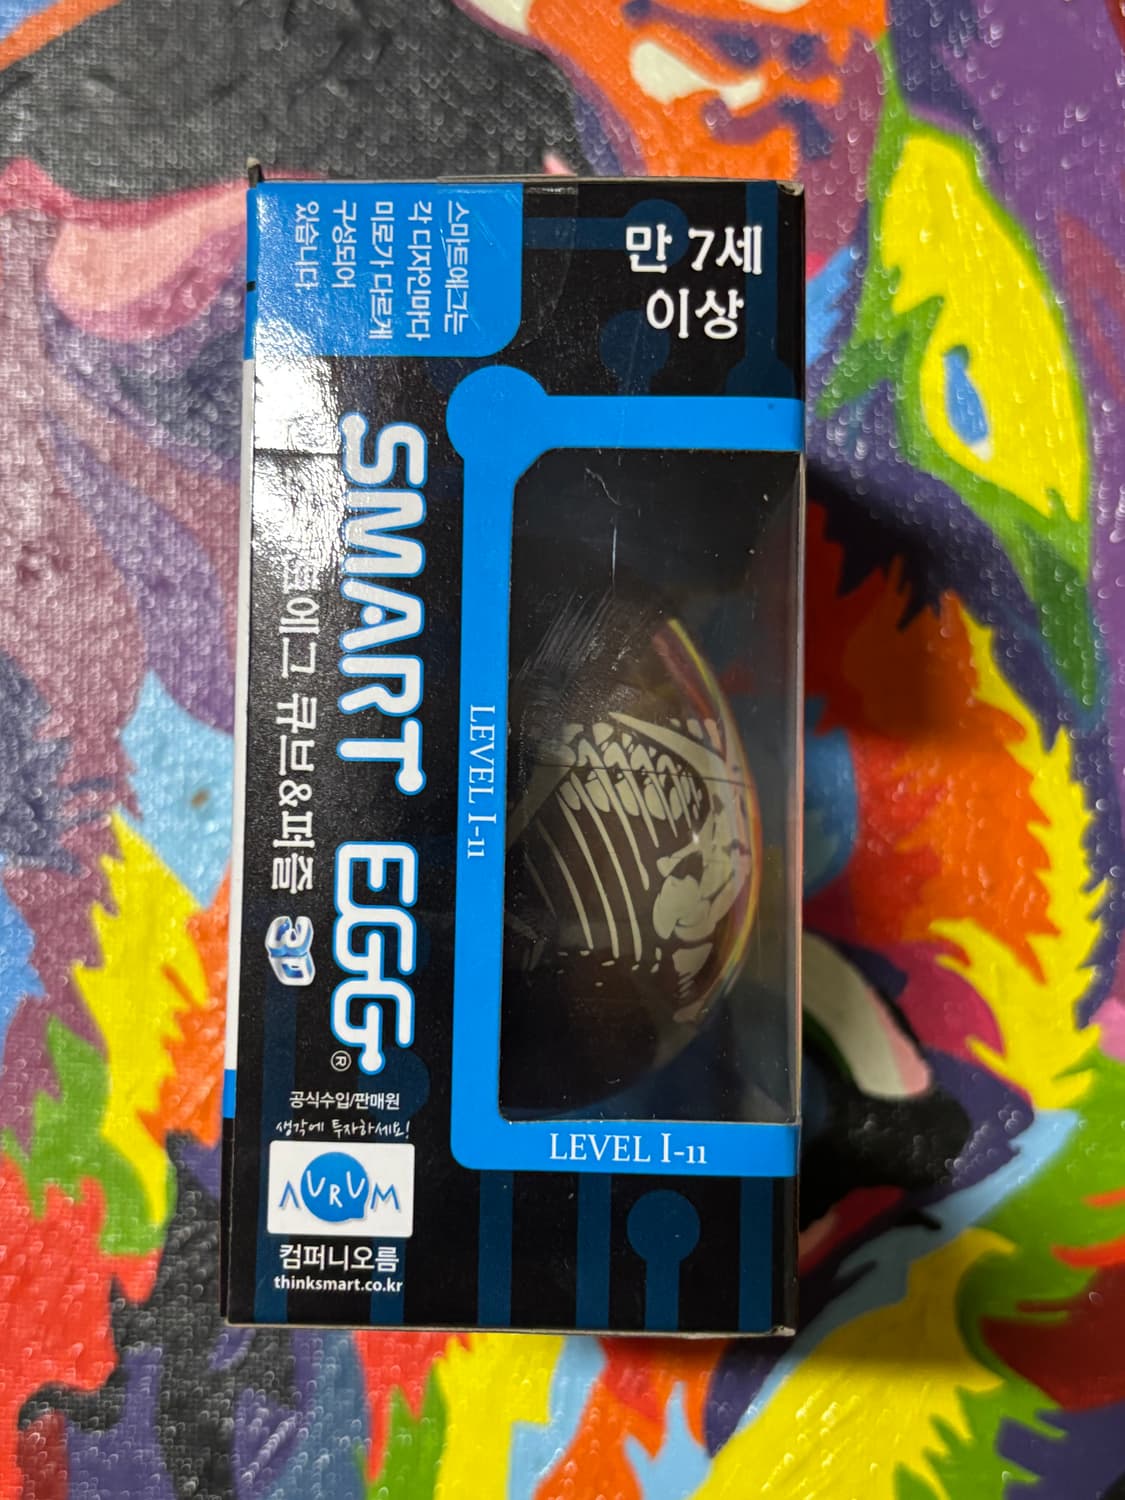 스마트에그는
각 디자인마다
미로가 다르게
구성되어
있습니다
만 7세
이상
SMART EGG®
큐브&퍼즐 3D
LEVEL I-11
LEVEL I-11
공식수입/판매원
생각에 투자하세요!
AURUM
컴퍼니오름
thinksmart.co.kr